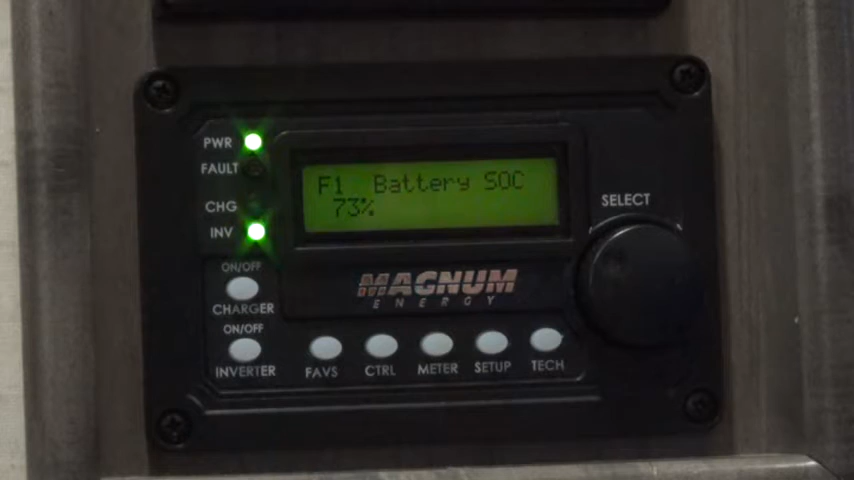 PWR
FAULT
CHG
INV
F1 Battery SOC
73%
SELECT
MAGNUM
ENERGY
ON/OFF
CHARGER
ON/OFF
INVERTER
FAVS
CTRL
METER
SETUP
TECH